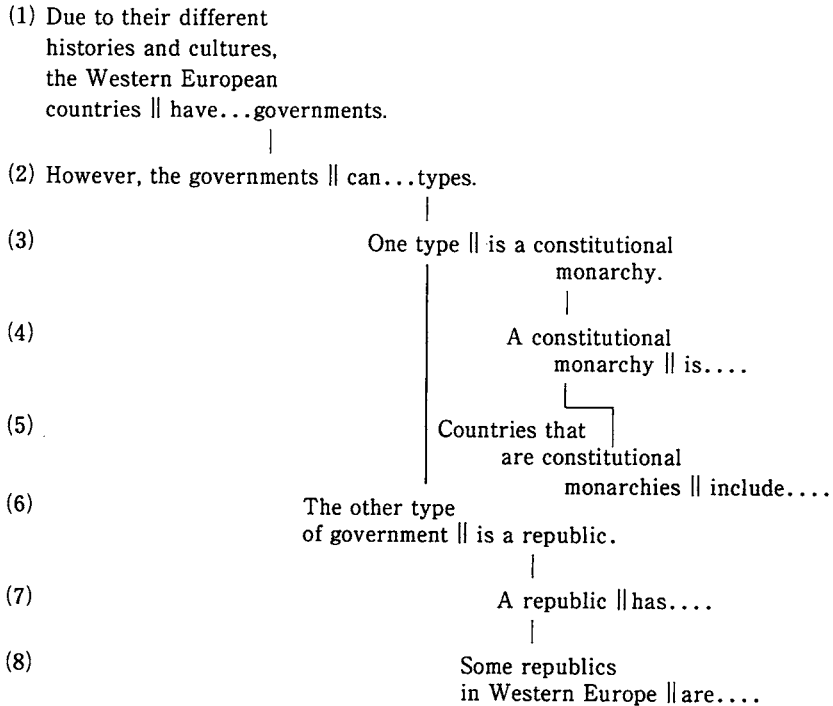 (1) Due to their different
histories and cultures,
the Western European
countries || have...governments.
(2) However, the governments || can...types.
(3) One type || is a constitutional
monarchy.
(4) A constitutional
monarchy || is....
(5) Countries that
are constitutional
monarchies || include....
(6) The other type
of government || is a republic.
(7) A republic || has....
(8) Some republics
in Western Europe || are....